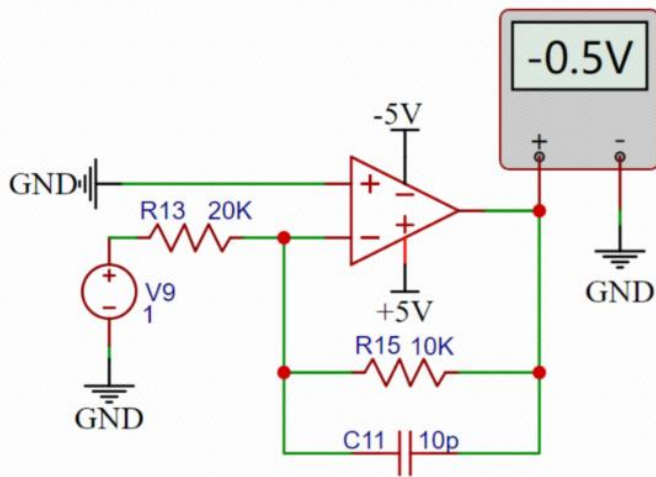 -0.5V
+ -
-5V
GND
+
−
R13 20K
+
−
+
−
V9
1
+5V
GND
R15 10K
GND
C11 10p